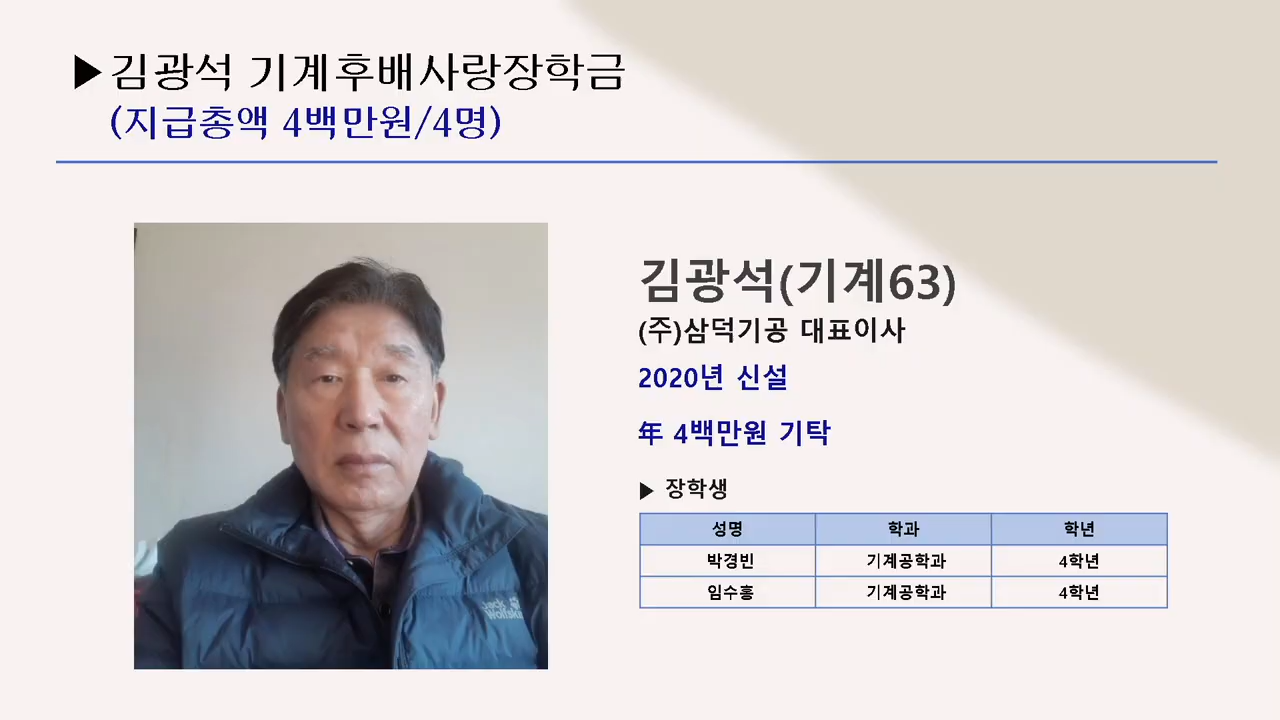 ▶김광석 기계후배사랑장학금
(지급총액 4백만원/4명)
김광석(기계63)
(주)삼덕기공 대표이사
2020년 신설
年 4백만원 기탁
▶ 장학생
성명 학과 학년
박경빈 기계공학과 4학년
임수홍 기계공학과 4학년
Jack
Wolfskin